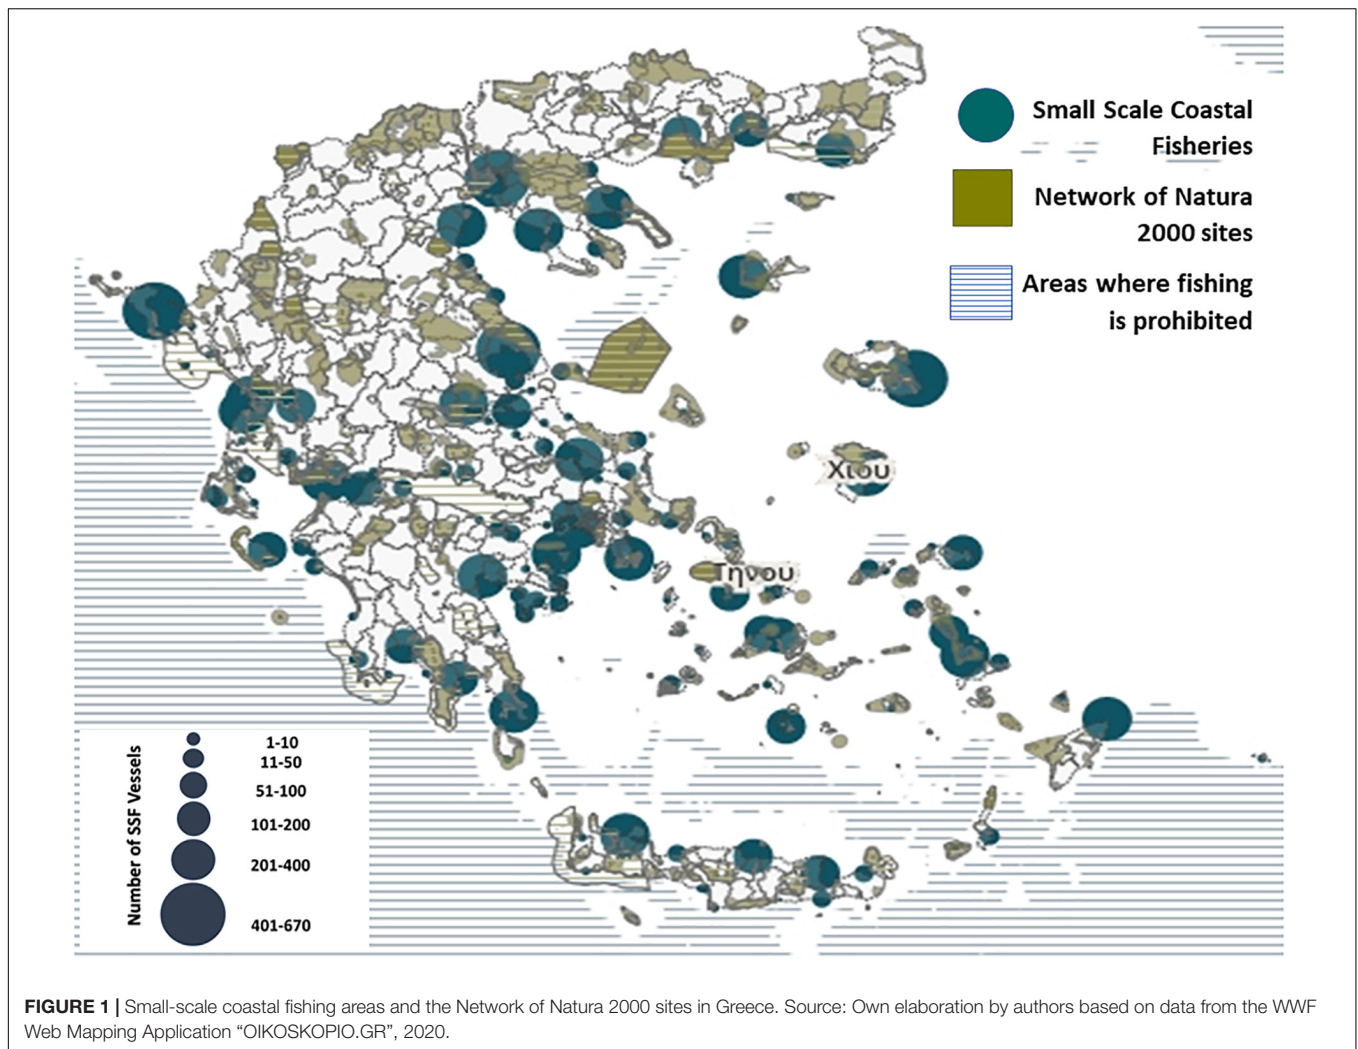 Small Scale Coastal
Fisheries
Network of Natura
2000 sites
Areas where fishing
is prohibited
Χίου
Τήνου
Number of SSF Vessels
1-10
11-50
51-100
101-200
201-400
401-670
FIGURE 1 | Small-scale coastal fishing areas and the Network of Natura 2000 sites in Greece. Source: Own elaboration by authors based on data from the WWF
Web Mapping Application “OIKOSKOPIO.GR”, 2020.